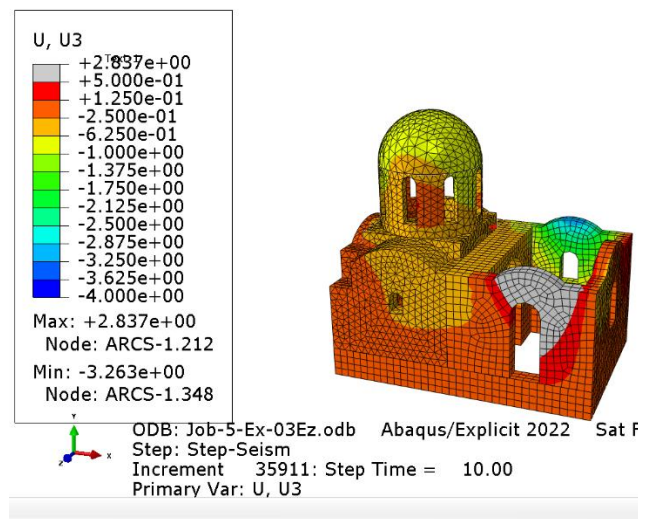 U, U3
+2.837e+00
+5.000e-01
+1.250e-01
-2.500e-01
-6.250e-01
-1.000e+00
-1.375e+00
-1.750e+00
-2.125e+00
-2.500e+00
-2.875e+00
-3.250e+00
-3.625e+00
-4.000e+00
Max: +2.837e+00
Node: ARCS-1.212
Min: -3.263e+00
Node: ARCS-1.348
Y
X
Z
ODB: Job-5-Ex-03Ez.odb Abaqus/Explicit 2022 Sat F
Step: Step-Seism
Increment 35911: Step Time = 10.00
Primary Var: U, U3